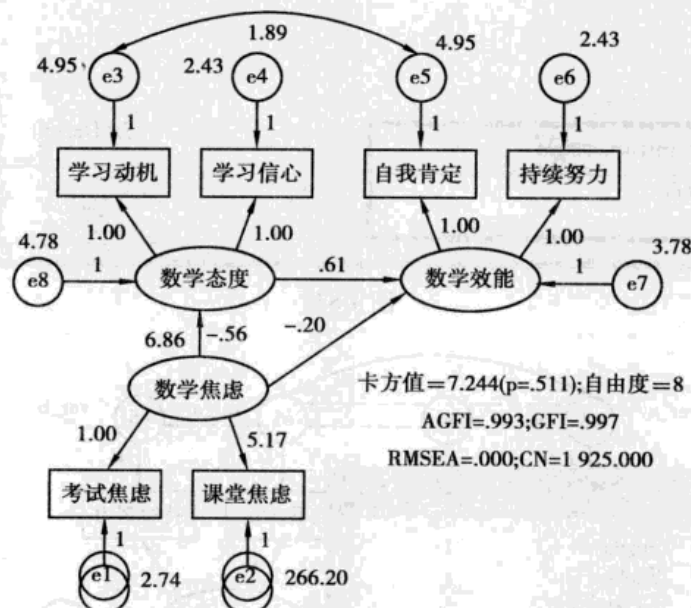 1.89
4.95 e3 2.43 e4 e5 4.95 e6 2.43
1 1 1 1
学习动机 学习信心 自我肯定 持续努力
1.00 1.00 1.00 1.00
4.78 3.78
e8 1 数学态度 .61 数学效能 1 e7
6.86 -.56 -.20
数学焦虑
卡方值=7.244(p=.511);自由度=8
AGFI=.993;GFI=.997
RMSEA=.000;CN=1 925.000
1.00 5.17
考试焦虑 课堂焦虑
1 1
e1 2.74 e2 266.20